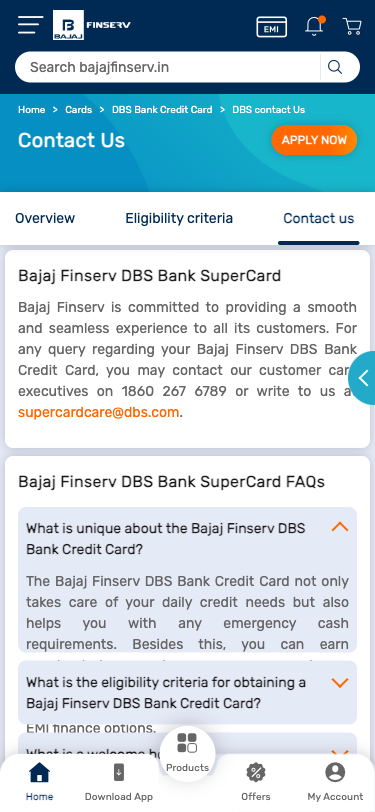 BAJAJ FINSERV
EMI
Search bajajfinserv.in
Home > Cards > DBS Bank Credit Card > DBS contact Us
Contact Us
APPLY NOW
Overview Eligibility criteria Contact us
Bajaj Finserv DBS Bank SuperCard
Bajaj Finserv is committed to providing a smooth
and seamless experience to all its customers. For
any query regarding your Bajaj Finserv DBS Bank
Credit Card, you may contact our customer car
executives on 1860 267 6789 or write to us a
supercardcare@dbs.com.
Bajaj Finserv DBS Bank SuperCard FAQs
What is unique about the Bajaj Finserv DBS
Bank Credit Card?
The Bajaj Finserv DBS Bank Credit Card not only
takes care of your daily credit needs but also
helps you with any emergency cash
requirements. Besides this, you can earn
What is the eligibility criteria for obtaining a
Bajaj Finserv DBS Bank Credit Card?
EMI finance options.
What is a welcome bo
Home Download App Products Offers My Account